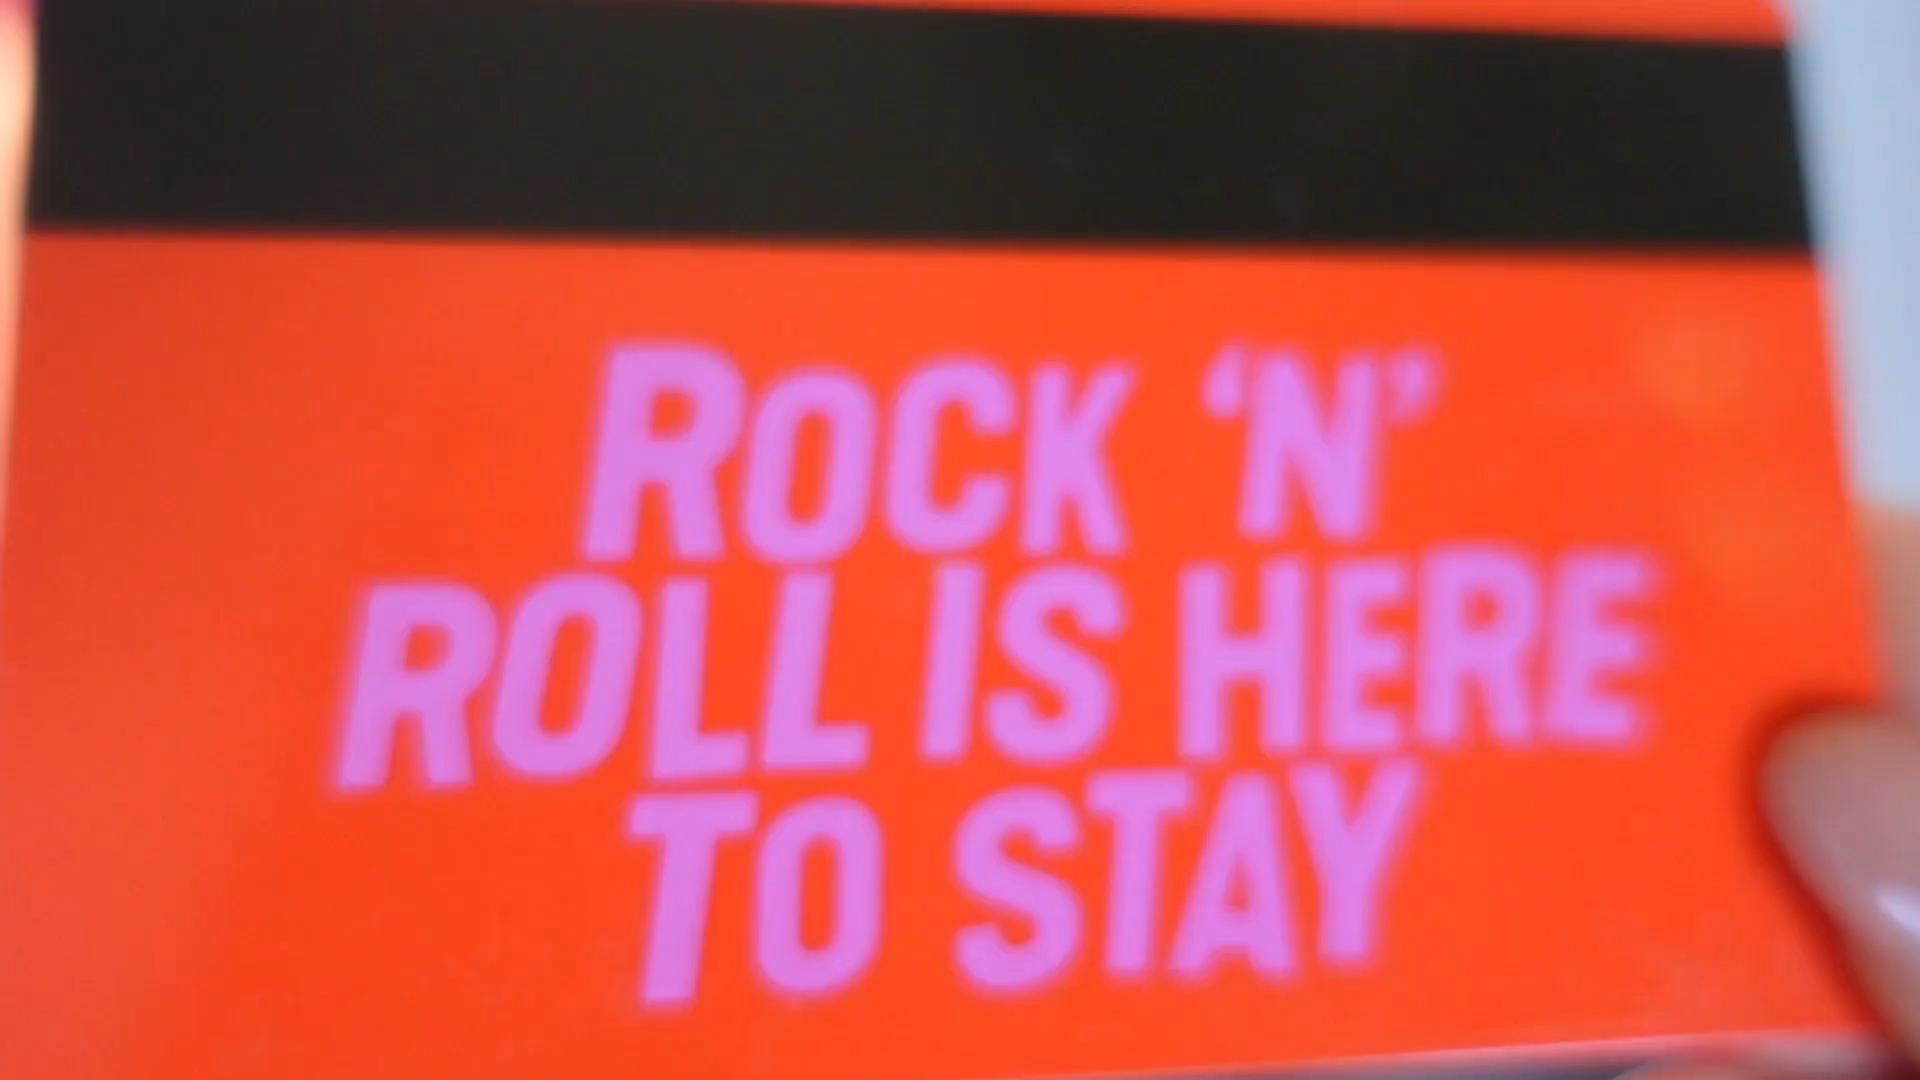 ROCK ‘N’
ROLL IS HERE
TO STAY